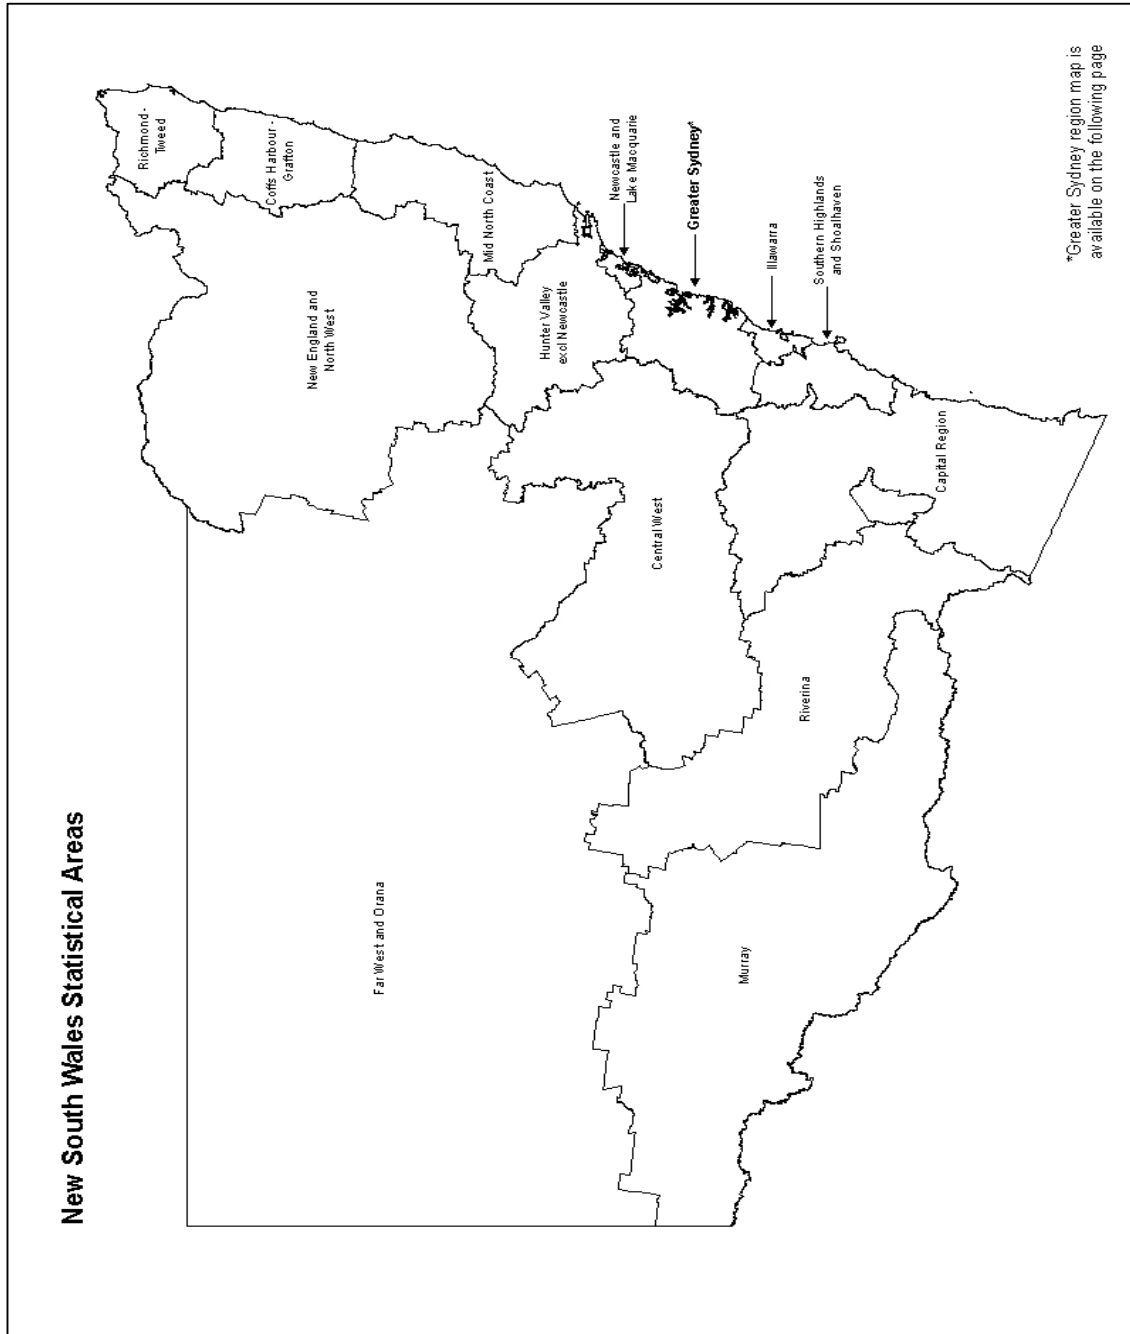 New South Wales Statistical Areas
Richmond -
Tweed
Coffs Harbour -
Grafton
New England and
North West
Mid North Coast
Hunter Valley
excl Newcastle
Newcastle and
Lake Macquarie
Greater Sydney*
Illawarra
Southern Highlands
and Shoalhaven
Far West and Orana
Central West
Capital Region
Riverina
Murray
*Greater Sydney region map is
available on the following page